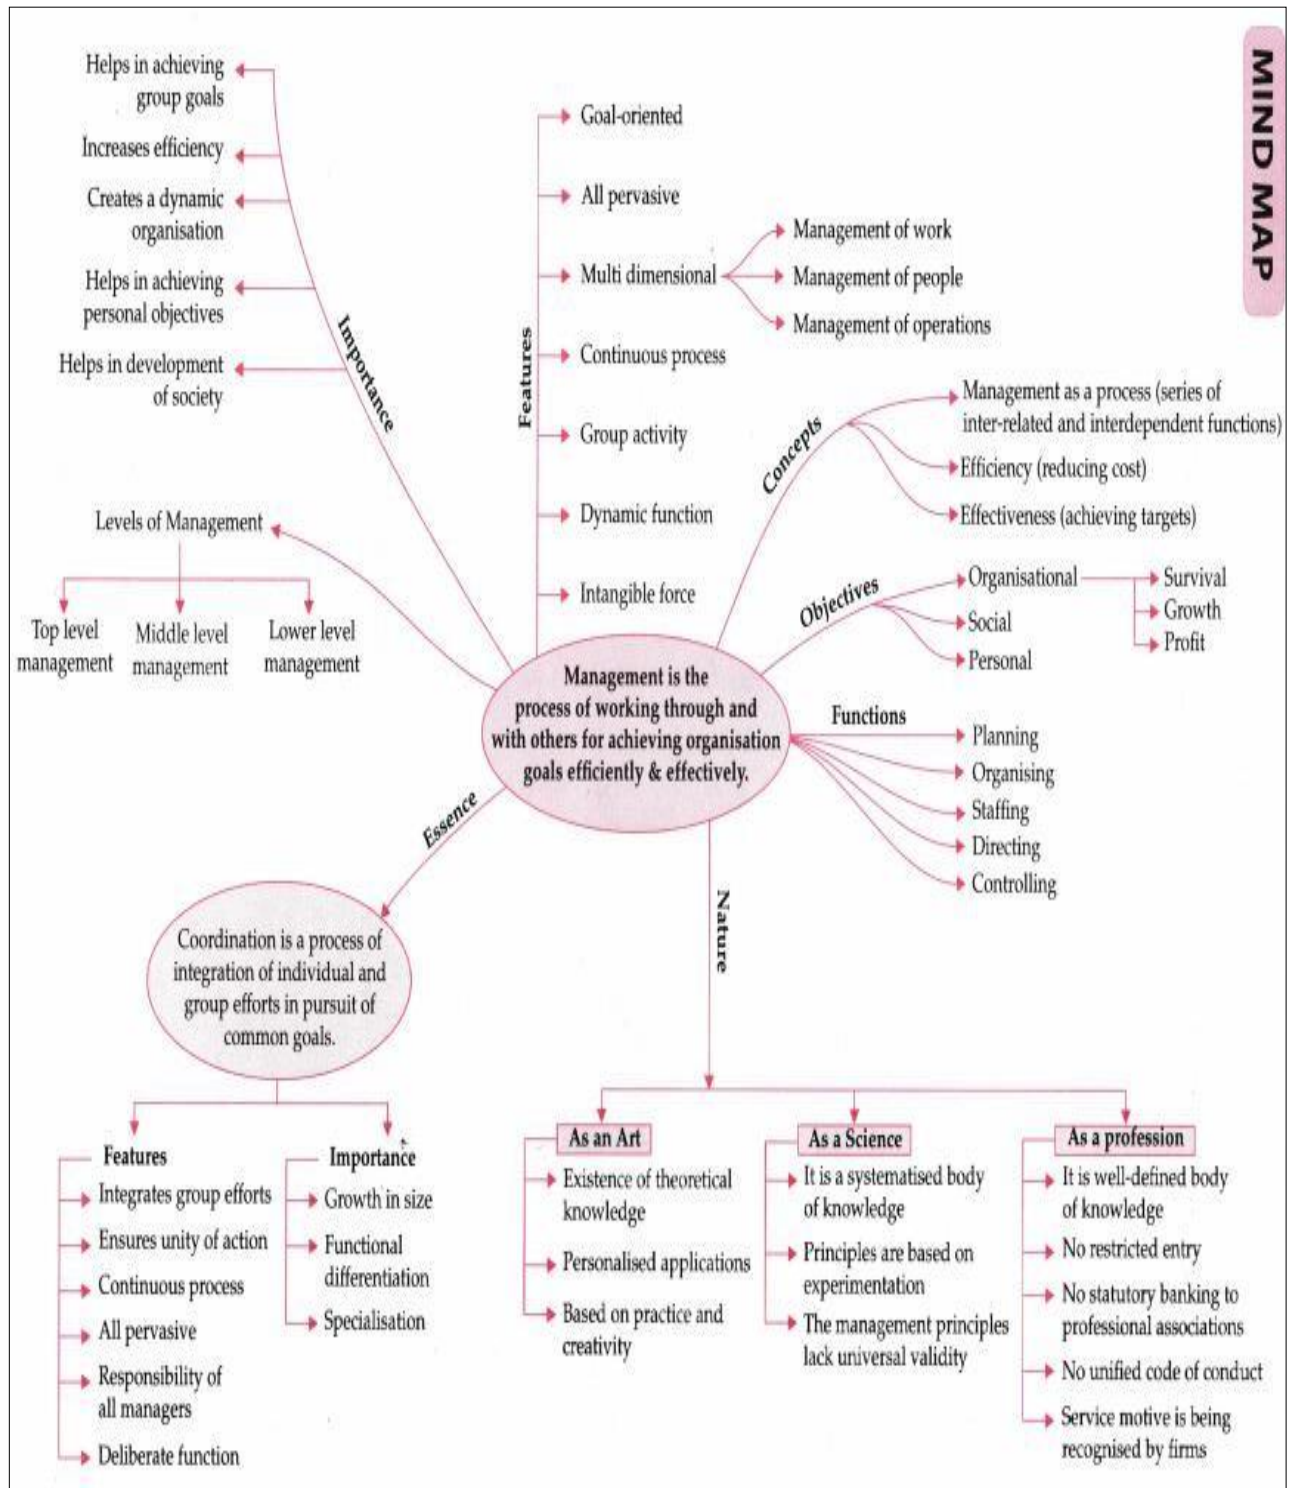 MIND MAP
Helps in achieving
group goals
Increases efficiency
Creates a dynamic
organisation
Helps in achieving
personal objectives
Helps in development
of society
Importance
Features
Goal-oriented
All pervasive
Multi dimensional
Management of work
Management of people
Management of operations
Continuous process
Group activity
Dynamic function
Intangible force
Concepts
Management as a process (series of
inter-related and interdependent functions)
Efficiency (reducing cost)
Effectiveness (achieving targets)
Levels of Management
Top level
management
Middle level
management
Lower level
management
Objectives
Organisational
Survival
Growth
Profit
Social
Personal
Management is the
process of working through and
with others for achieving organisation
goals efficiently & effectively.
Functions
Planning
Organising
Staffing
Directing
Controlling
Essence
Coordination is a process of
integration of individual and
group efforts in pursuit of
common goals.
Features
Integrates group efforts
Ensures unity of action
Continuous process
All pervasive
Responsibility of
all managers
Deliberate function
Importance
Growth in size
Functional
differentiation
Specialisation
Nature
As an Art
Existence of theoretical
knowledge
Personalised applications
Based on practice and
creativity
As a Science
It is a systematised body
of knowledge
Principles are based on
experimentation
The management principles
lack universal validity
As a profession
It is well-defined body
of knowledge
No restricted entry
No statutory banking to
professional associations
No unified code of conduct
Service motive is being
recognised by firms